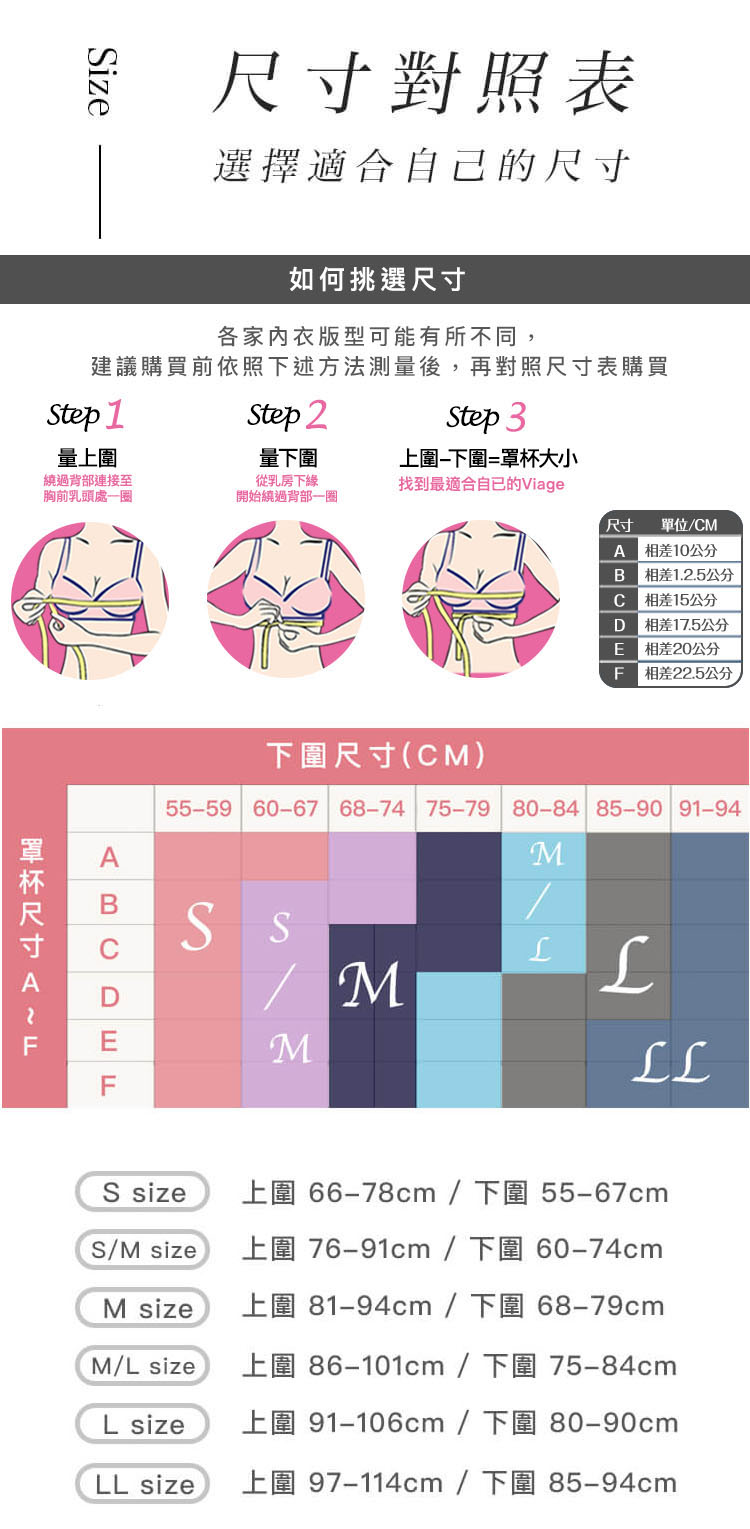 Size
尺寸對照表
選擇適合自己的尺寸
如何挑選尺寸
各家內衣版型可能有所不同，
建議購買前依照下述方法測量後，再對照尺寸表購買
Step 1
量上圍
繞過背部連接至
胸前乳頭處一圈
Step 2
量下圍
從乳房下緣
開始繞過背部一圈
Step 3
上圍-下圍=罩杯大小
找到最適合自已的Viage
尺寸 單位/CM
A 相差10公分
B 相差1.2.5公分
C 相差15公分
D 相差17.5公分
E 相差20公分
F 相差22.5公分
下圍尺寸(CM)
55-59 60-67 68-74 75-79 80-84 85-90 91-94
罩杯尺寸A~F
A
B
C
D
E
F
S
S/M
M
M/L
L
LL
S size 上圍 66-78cm / 下圍 55-67cm
S/M size 上圍 76-91cm / 下圍 60-74cm
M size 上圍 81-94cm / 下圍 68-79cm
M/L size 上圍 86-101cm / 下圍 75-84cm
L size 上圍 91-106cm / 下圍 80-90cm
LL size 上圍 97-114cm / 下圍 85-94cm